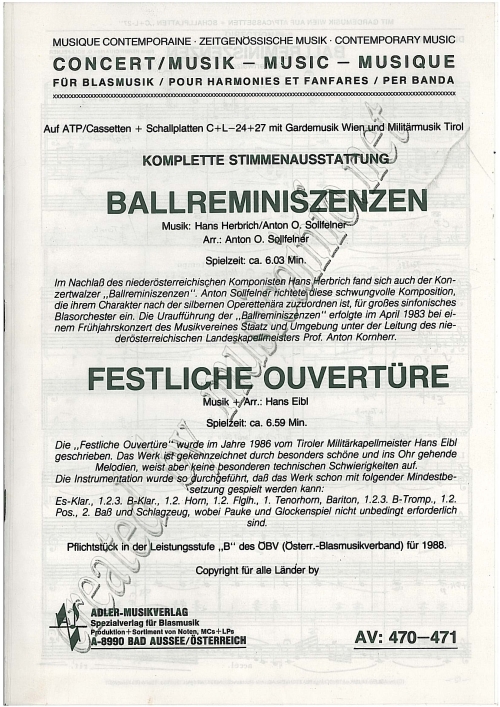 MUSIQUE CONTEMPORAINE · ZEITGENÖSSISCHE MUSIK · CONTEMPORARY MUSIC
CONCERT/MUSIK – MUSIC – MUSIQUE
FÜR BLASMUSIK / POUR HARMONIES ET FANFARES / PER BANDA
Auf ATP/Cassetten + Schallplatten C+L–24+27 mit Gardemusik Wien und Militärmusik Tirol
KOMPLETTE STIMMENAUSSTATTUNG
BALLREMINISZENZEN
Musik: Hans Herbrich/Anton O. Sollfelner
Arr.: Anton O. Sollfelner
Spielzeit: ca. 6.03 Min.
Im Nachlaß des niederösterreichischen Komponisten Hans Herbrich fand sich auch der Kon-
zertwalzer „Ballreminiszenzen". Anton Sollfelner richtete diese schwungvolle Komposition,
die ihrem Charakter nach der silbernen Operettenära zuzuordnen ist, für großes sinfonisches
Blasorchester ein. Die Uraufführung der „Ballreminiszenzen" erfolgte im April 1983 bei ei-
nem Frühjahrskonzert des Musikvereines Staatz und Umgebung unter der Leitung des nie-
derösterreichischen Landeskapellmeisters Prof. Anton Kornherr.
FESTLICHE OUVERTÜRE
Musik + Arr.: Hans Eibl
Spielzeit: ca. 6.59 Min.
Die „Festliche Ouvertüre" wurde im Jahre 1986 vom Tiroler Militärkapellmeister Hans Eibl
geschrieben. Das Werk ist gekennzeichnet durch besonders schöne und ins Ohr gehende
Melodien, weist aber keine besonderen technischen Schwierigkeiten auf.
Die Instrumentation wurde so durchgeführt, daß das Werk schon mit folgender Mindestbe-
setzung gespielt werden kann:
Es-Klar., 1.2.3. B-Klar., 1.2. Horn, 1.2. Flglh., 1. Tenorhorn, Bariton, 1.2.3. B-Tromp., 1.2.
Pos., 2. Baß und Schlagzeug, wobei Pauke und Glockenspiel nicht unbedingt erforderlich
sind.
Pflichtstück in der Leistungsstufe „B" des ÖBV (Österr.-Blasmusikverband) für 1988.
Copyright für alle Länder by
ADLER-MUSIKVERLAG
Spezialverlag für Blasmusik
Produktion + Sortiment von Noten, MCs + LPs
A-8990 BAD AUSSEE/ÖSTERREICH
AV: 470–471